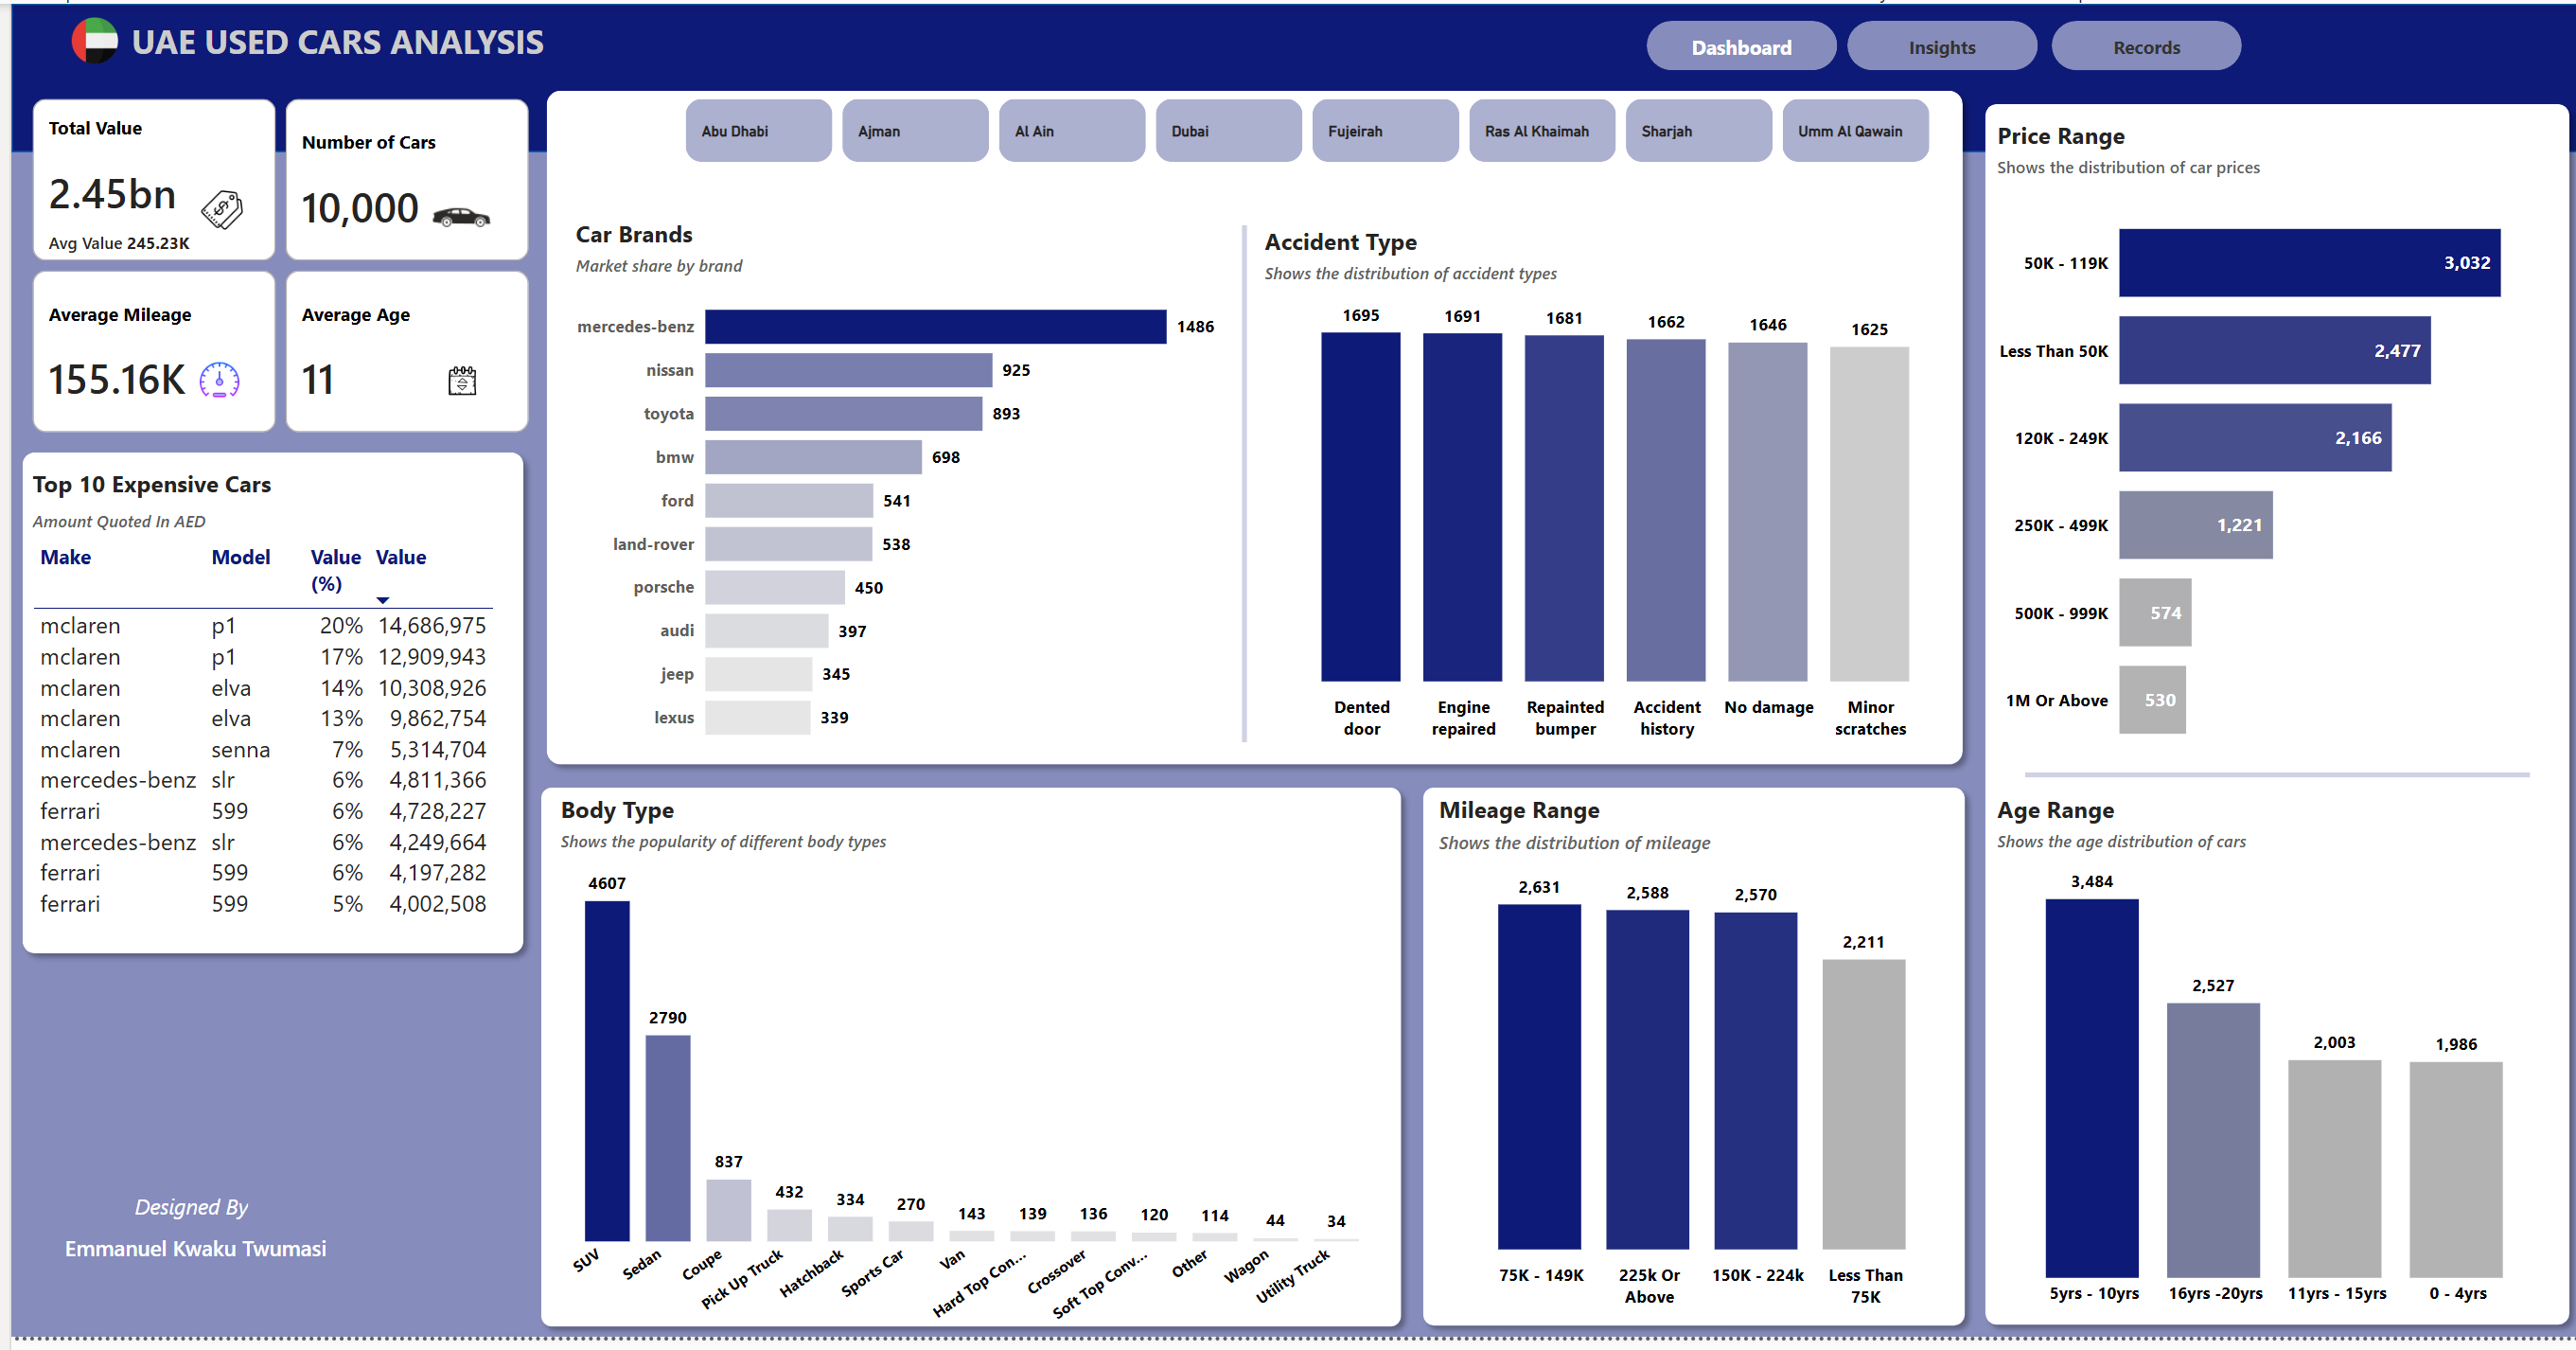 UAE USED CARS ANALYSIS
Dashboard
Insights
Records
Total Value
2.45bn
Avg Value 245.23K
Number of Cars
10,000
Average Mileage
155.16K
Average Age
11
Top 10 Expensive Cars
Amount Quoted In AED
Make Model Value (%) Value
mclaren p1 20% 14,686,975
mclaren p1 17% 12,909,943
mclaren elva 14% 10,308,926
mclaren elva 13% 9,862,754
mclaren senna 7% 5,314,704
mercedes-benz slr 6% 4,811,366
ferrari 599 6% 4,728,227
mercedes-benz slr 6% 4,249,664
ferrari 599 6% 4,197,282
ferrari 599 5% 4,002,508
Designed By
Emmanuel Kwaku Twumasi
Abu Dhabi
Ajman
Al Ain
Dubai
Fujeirah
Ras Al Khaimah
Sharjah
Umm Al Qawain
Car Brands
Market share by brand
mercedes-benz 1486
nissan 925
toyota 893
bmw 698
ford 541
land-rover 538
porsche 450
audi 397
jeep 345
lexus 339
Accident Type
Shows the distribution of accident types
1695 1691 1681 1662 1646 1625
Dented Engine Repainted Accident No damage Minor
door repaired bumper history scratches
Body Type
Shows the popularity of different body types
4607 2790 837 432 334 270 143 139 136 120 114 44 34
SUV
Sedan
Coupe
Pick Up Truck
Hatchback
Sports Car
Van
Hard Top Con...
Crossover
Soft Top Conv...
Other
Wagon
Utility Truck
Mileage Range
Shows the distribution of mileage
2,631 2,588 2,570 2,211
75K - 149K 225k Or 150K - 224k Less Than
Above 75K
Price Range
Shows the distribution of car prices
50K - 119K 3,032
Less Than 50K 2,477
120K - 249K 2,166
250K - 499K 1,221
500K - 999K 574
1M Or Above 530
Age Range
Shows the age distribution of cars
3,484 2,527 2,003 1,986
5yrs - 10yrs 16yrs -20yrs 11yrs - 15yrs 0 - 4yrs